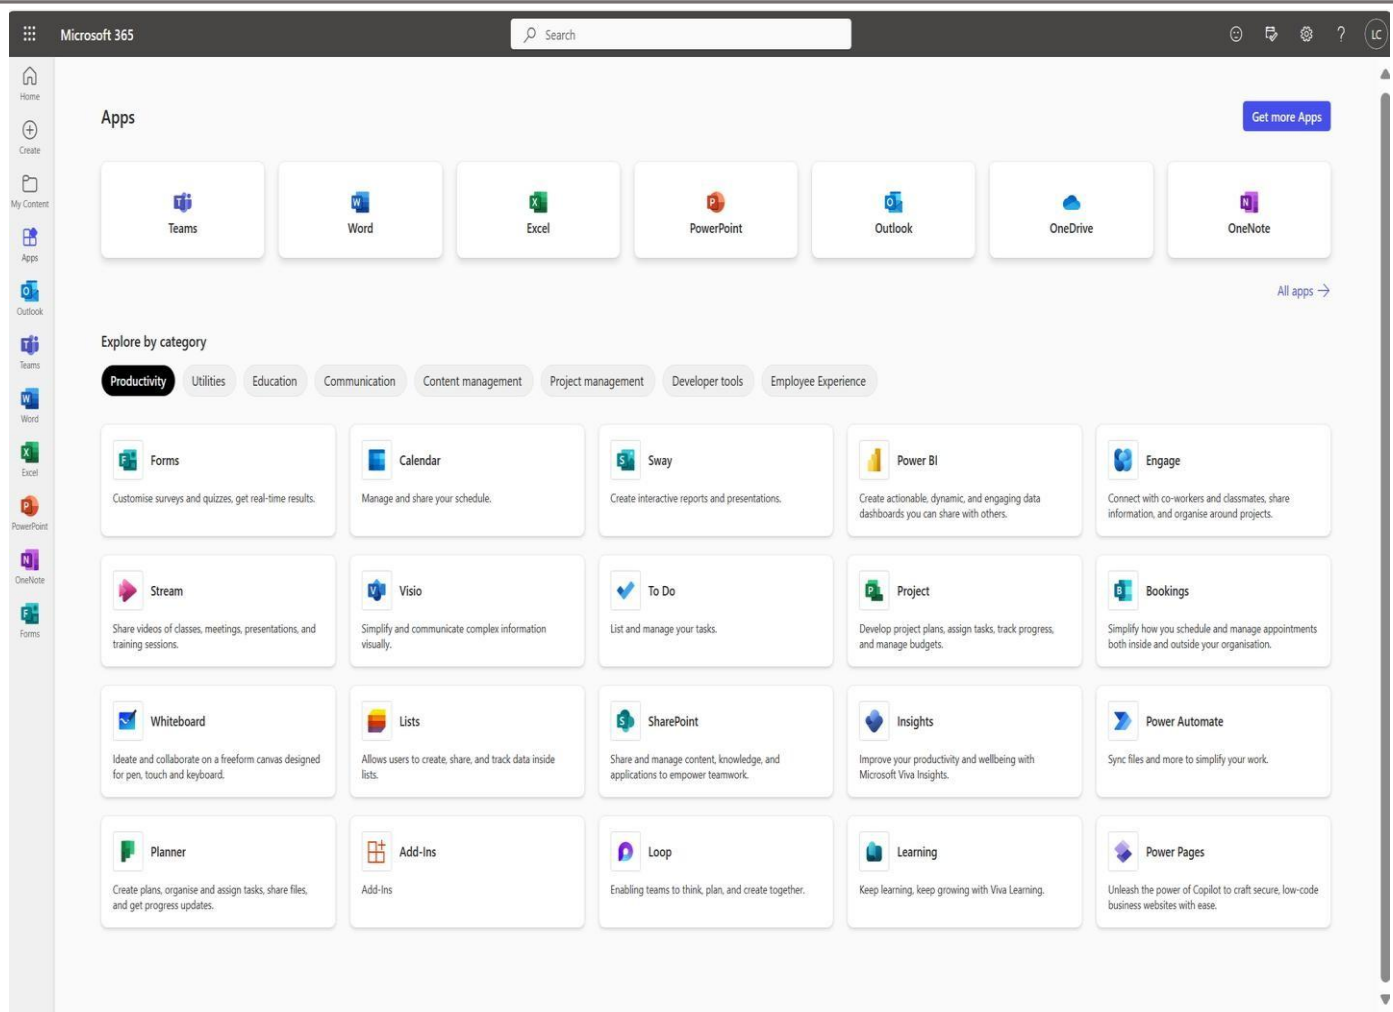 Microsoft 365
Search
LC
Home
Create
My Content
Apps
Outlook
Teams
Word
Excel
PowerPoint
OneNote
Forms
Apps
Get more Apps
Teams
Word
Excel
PowerPoint
Outlook
OneDrive
OneNote
All apps →
Explore by category
Productivity
Utilities
Education
Communication
Content management
Project management
Developer tools
Employee Experience
Forms
Customise surveys and quizzes, get real-time results.
Calendar
Manage and share your schedule.
Sway
Create interactive reports and presentations.
Power BI
Create actionable, dynamic, and engaging data
dashboards you can share with others.
Engage
Connect with co-workers and classmates, share
information, and organise around projects.
Stream
Share videos of classes, meetings, presentations, and
training sessions.
Visio
Simplify and communicate complex information
visually.
To Do
List and manage your tasks.
Project
Develop project plans, assign tasks, track progress,
and manage budgets.
Bookings
Simplify how you schedule and manage appointments
both inside and outside your organisation.
Whiteboard
Ideate and collaborate on a freeform canvas designed
for pen, touch and keyboard.
Lists
Allows users to create, share, and track data inside
lists.
SharePoint
Share and manage content, knowledge, and
applications to empower teamwork.
Insights
Improve your productivity and wellbeing with
Microsoft Viva Insights.
Power Automate
Sync files and more to simplify your work.
Planner
Create plans, organise and assign tasks, share files,
and get progress updates.
Add-Ins
Add-Ins
Loop
Enabling teams to think, plan, and create together.
Learning
Keep learning, keep growing with Viva Learning.
Power Pages
Unleash the power of Copilot to craft secure, low-code
business websites with ease.